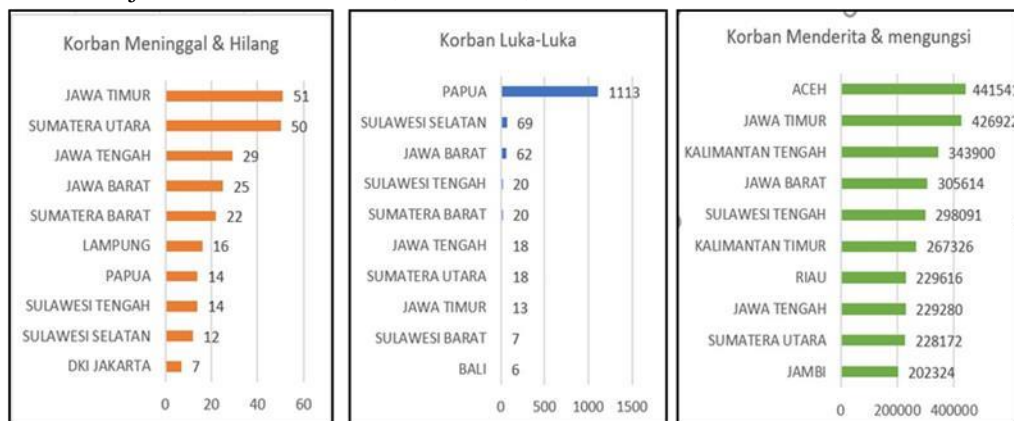 Korban Meninggal & Hilang
JAWA TIMUR 51
SUMATERA UTARA 50
JAWA TENGAH 29
JAWA BARAT 25
SUMATERA BARAT 22
LAMPUNG 16
PAPUA 14
SULAWESI TENGAH 14
SULAWESI SELATAN 12
DKI JAKARTA 7
0 20 40 60
Korban Luka-Luka
PAPUA 1113
SULAWESI SELATAN 69
JAWA BARAT 62
SULAWESI TENGAH 20
SUMATERA BARAT 20
JAWA TENGAH 18
SUMATERA UTARA 18
JAWA TIMUR 13
SULAWESI BARAT 7
BALI 6
0 500 1000 1500
Korban Menderita & mengungsi
ACEH 441541
JAWA TIMUR 426922
KALIMANTAN TENGAH 343900
JAWA BARAT 305614
SULAWESI TENGAH 298091
KALIMANTAN TIMUR 267326
RIAU 229616
JAWA TENGAH 229280
SUMATERA UTARA 228172
JAMBI 202324
0 200000 400000